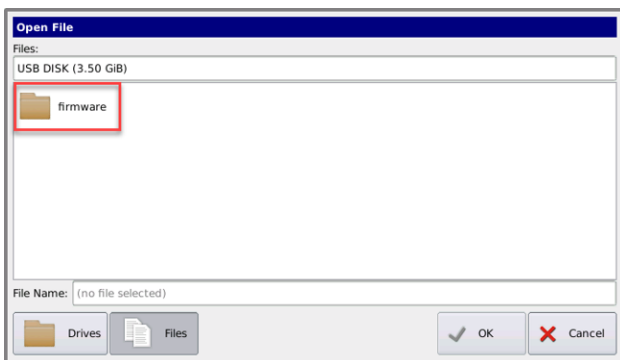 Open File
Files:
USB DISK (3.50 GiB)
firmware
File Name: (no file selected)
Drives Files OK Cancel